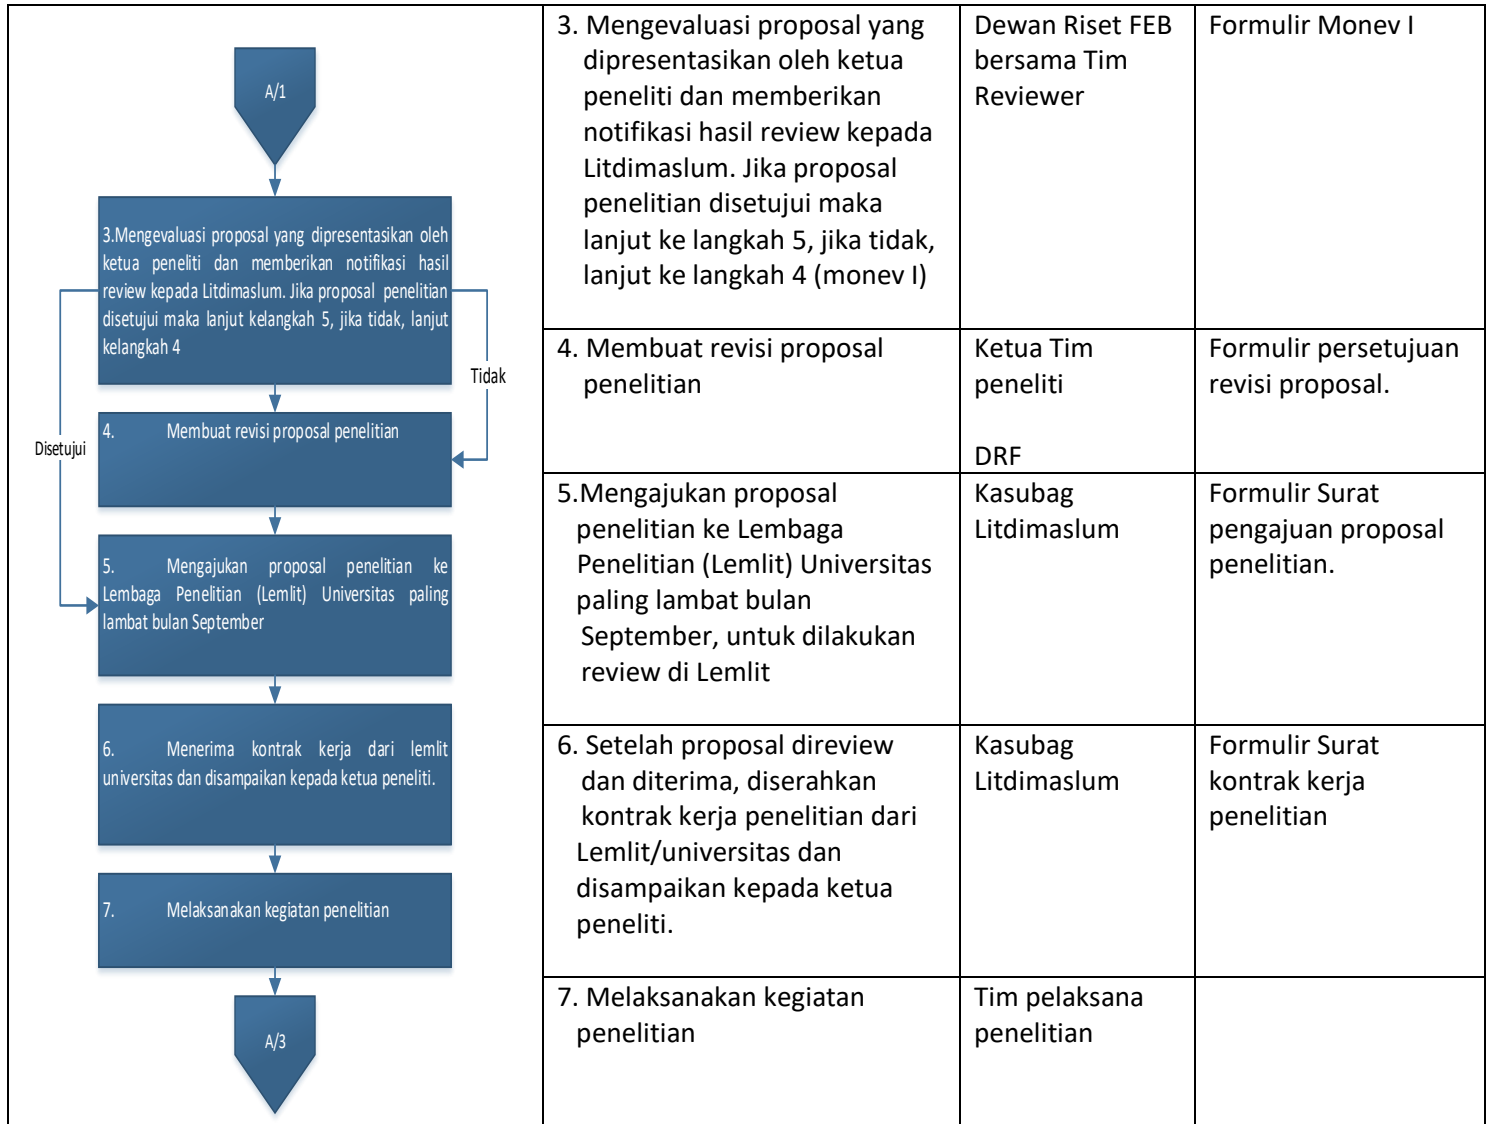 A/1
3.Mengevaluasi proposal yang dipresentasikan oleh
ketua peneliti dan memberikan notifikasi hasil
review kepada Litdimaslum. Jika proposal penelitian
disetujui maka lanjut kelangkah 5, jika tidak, lanjut
kelangkah 4
Tidak
Disetujui
4. Membuat revisi proposal penelitian
5. Mengajukan proposal penelitian ke
Lembaga Penelitian (Lemlit) Universitas paling
lambat bulan September
6. Menerima kontrak kerja dari lemlit
universitas dan disampaikan kepada ketua peneliti.
7. Melaksanakan kegiatan penelitian
A/3
3. Mengevaluasi proposal yang
dipresentasikan oleh ketua
peneliti dan memberikan
notifikasi hasil review kepada
Litdimaslum. Jika proposal
penelitian disetujui maka
lanjut ke langkah 5, jika tidak,
lanjut ke langkah 4 (monev I)
Dewan Riset FEB
bersama Tim
Reviewer
Formulir Monev I
4. Membuat revisi proposal
penelitian
Ketua Tim
peneliti
DRF
Formulir persetujuan
revisi proposal.
5.Mengajukan proposal
penelitian ke Lembaga
Penelitian (Lemlit) Universitas
paling lambat bulan
September, untuk dilakukan
review di Lemlit
Kasubag
Litdimaslum
Formulir Surat
pengajuan proposal
penelitian.
6. Setelah proposal direview
dan diterima, diserahkan
kontrak kerja penelitian dari
Lemlit/universitas dan
disampaikan kepada ketua
peneliti.
Kasubag
Litdimaslum
Formulir Surat
kontrak kerja
penelitian
7. Melaksanakan kegiatan
penelitian
Tim pelaksana
penelitian